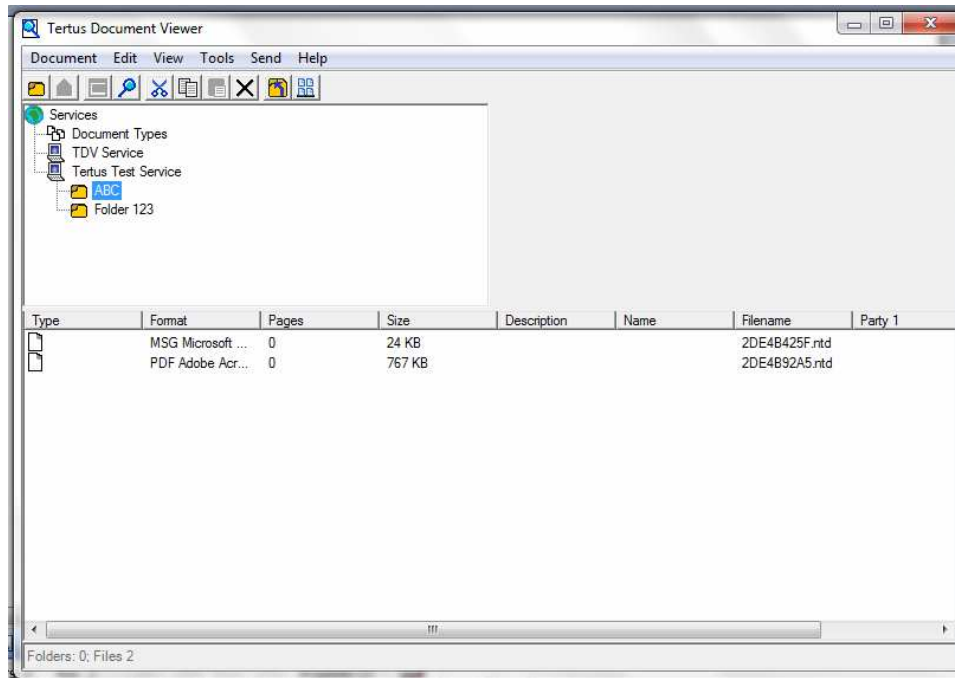 Tertus Document Viewer
Document Edit View Tools Send Help
Services
Document Types
TDV Service
Tertus Test Service
ABC
Folder 123
Type Format Pages Size Description Name Filename Party 1
MSG Microsoft ... 0 24 KB 2DE4B425F.ntd
PDF Adobe Acr... 0 767 KB 2DE4B92A5.ntd
Folders: 0; Files 2